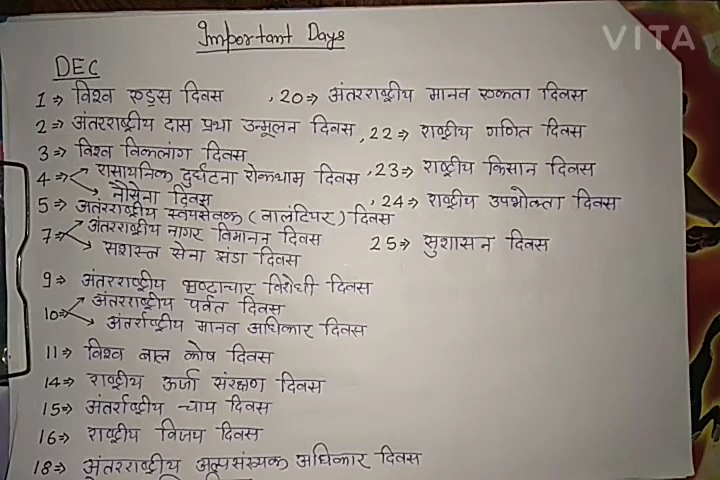 Important Days
VITA
DEC
1 ⇒ विश्व एड्स दिवस
2 ⇒ अंतरराष्ट्रीय दास प्रथा उन्मूलन दिवस
3 ⇒ विश्व विकलांग दिवस
4 ⇒ रासायनिक दुर्घटना रोकथाम दिवस
नौसेना दिवस
5 ⇒ अतंरराष्ट्रीय स्वयंसेवक (वालंटियर) दिवस
7 ⇒ अंतरराष्ट्रीय नागर विमानन दिवस
सशस्त्र सेना झंडा दिवस
9 ⇒ अंतरराष्ट्रीय भ्रष्टाचार विरोधी दिवस
10 ⇒ अंतरराष्ट्रीय पर्वत दिवस
अंतर्राष्ट्रीय मानव अधिकार दिवस
11 ⇒ विश्व बाल कोष दिवस
14 ⇒ राष्ट्रीय ऊर्जा संरक्षण दिवस
15 ⇒ अंतर्राष्ट्रीय चाय दिवस
16 ⇒ राष्ट्रीय विजय दिवस
18 ⇒ अंतरराष्ट्रीय अल्पसंख्यक अधिकार दिवस
, 20 ⇒ अंतरराष्ट्रीय मानव एकता दिवस
, 22 ⇒ राष्ट्रीय गणित दिवस
, 23 ⇒ राष्ट्रीय किसान दिवस
, 24 ⇒ राष्ट्रीय उपभोक्ता दिवस
25 ⇒ सुशासन दिवस